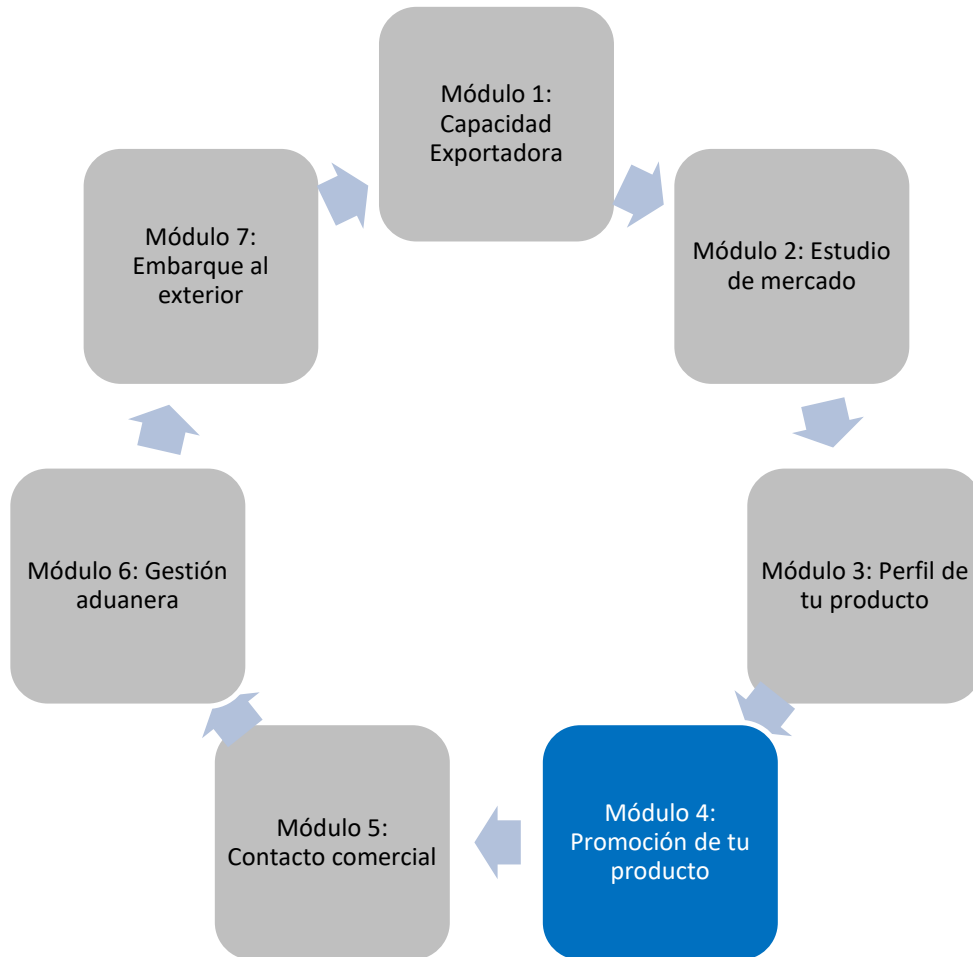 Módulo 1:
Capacidad
Exportadora
Módulo 2: Estudio
de mercado
Módulo 3: Perfil de
tu producto
Módulo 4:
Promoción de tu
producto
Módulo 5:
Contacto comercial
Módulo 6: Gestión
aduanera
Módulo 7:
Embarque al
exterior